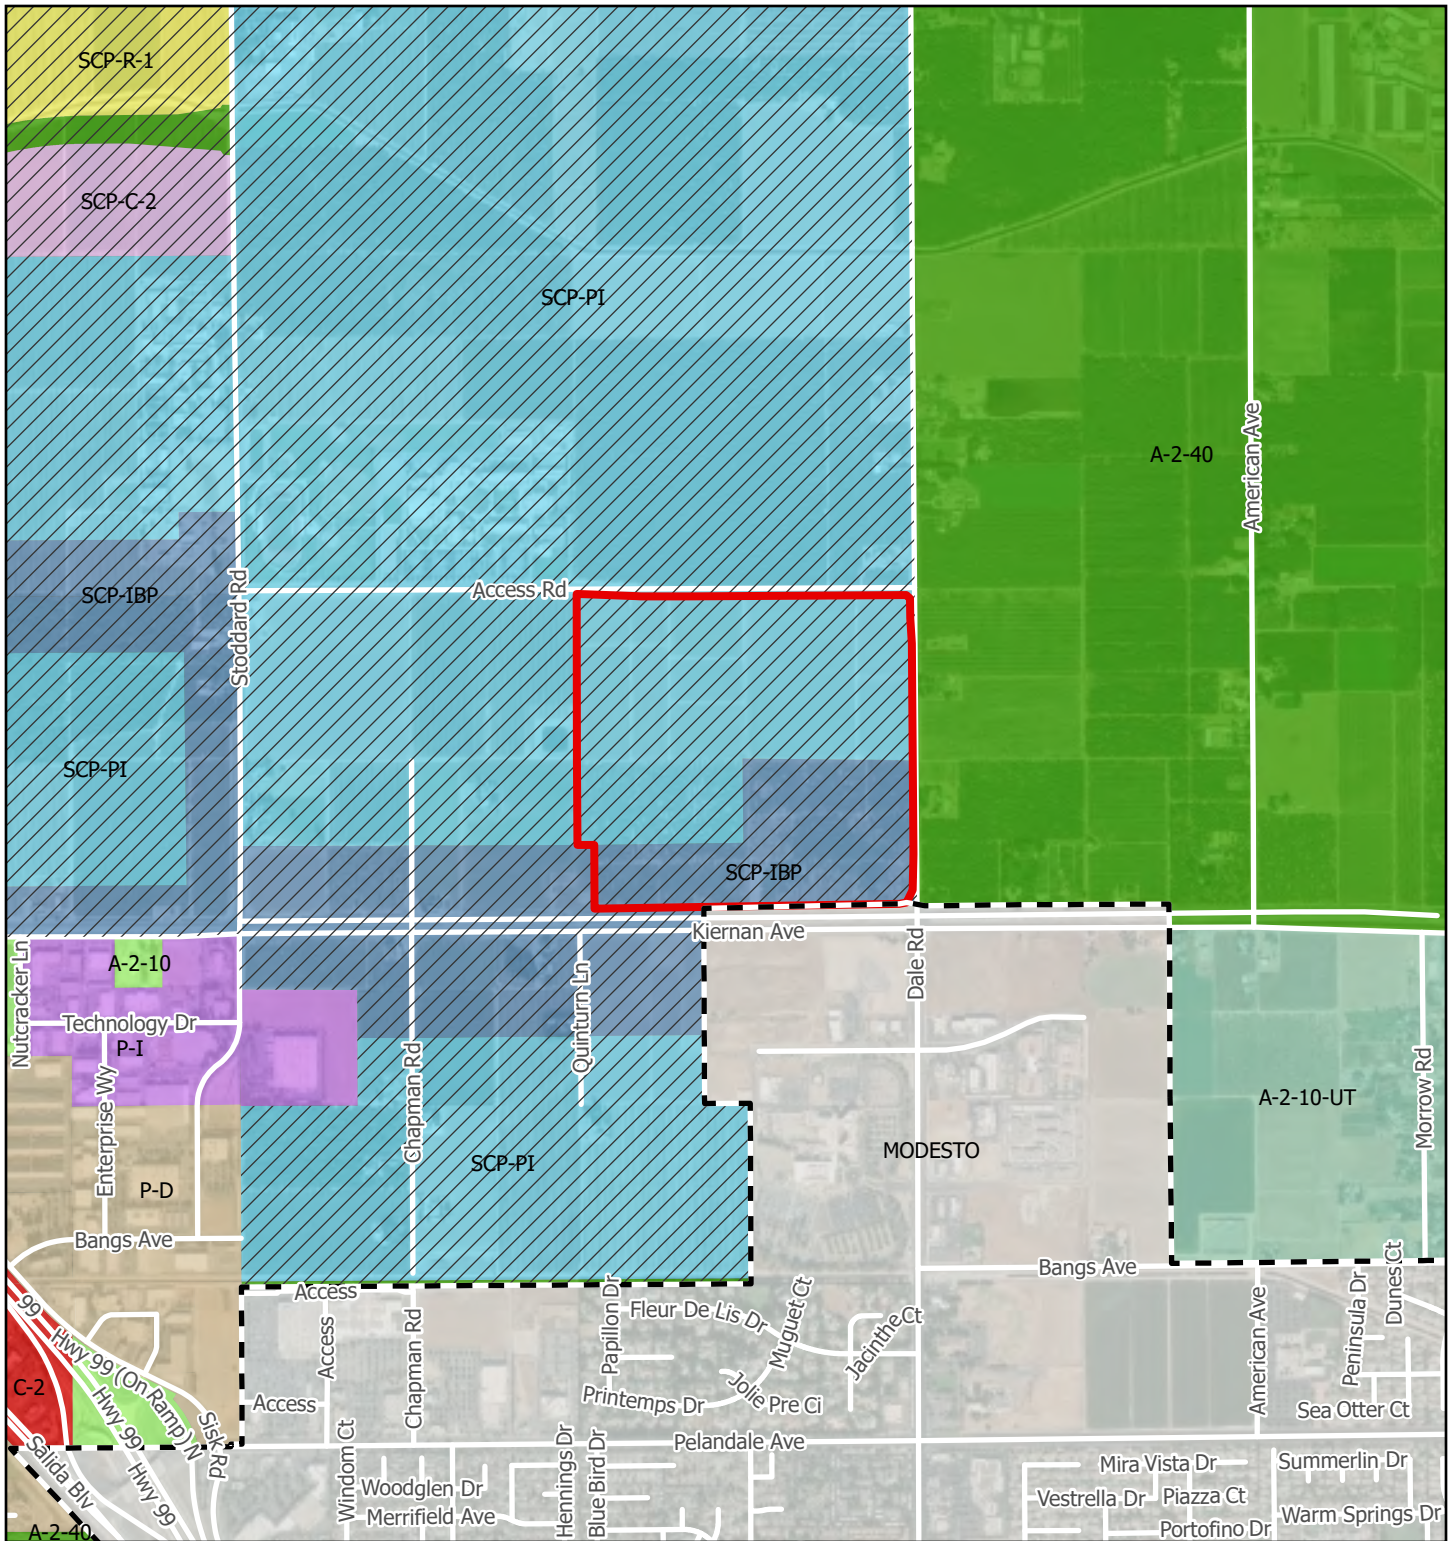 SCP-R-1
SCP-C-2
SCP-PI
American Ave
A-2-40
Access Rd
SCP-IBP
Stoddard Rd
SCP-PI
SCP-IBP
Kiernan Ave
Nutcracker Ln
A-2-10
Dale Rd
Quinturn Ln
Technology Dr
P-I
Chapman Rd
Morrow Rd
Enterprise Wy
A-2-10-UT
MODESTO
SCP-PI
P-D
Bangs Ave
Bangs Ave
Access
Papillon Dr
Fleur De Lis Dr
Muguet Ct
Jacinthe Ct
Peninsula Dr
Dunes Ct
99
Hwy 99 (On Ramp) N
Access
Chapman Rd
American Ave
C-2
Hwy 99
Access
Printemps Dr
Jolie Pre Ci
Sea Otter Ct
Sisk Rd
Pelandale Ave
Salida Blv
Hwy 99
Windom Ct
Woodglen Dr
Merrifield Ave
Hennings Dr
Blue Bird Dr
Mira Vista Dr
Summerlin Dr
Vestrella Dr
Piazza Ct
Portofino Dr
Warm Springs Dr
A-2-40